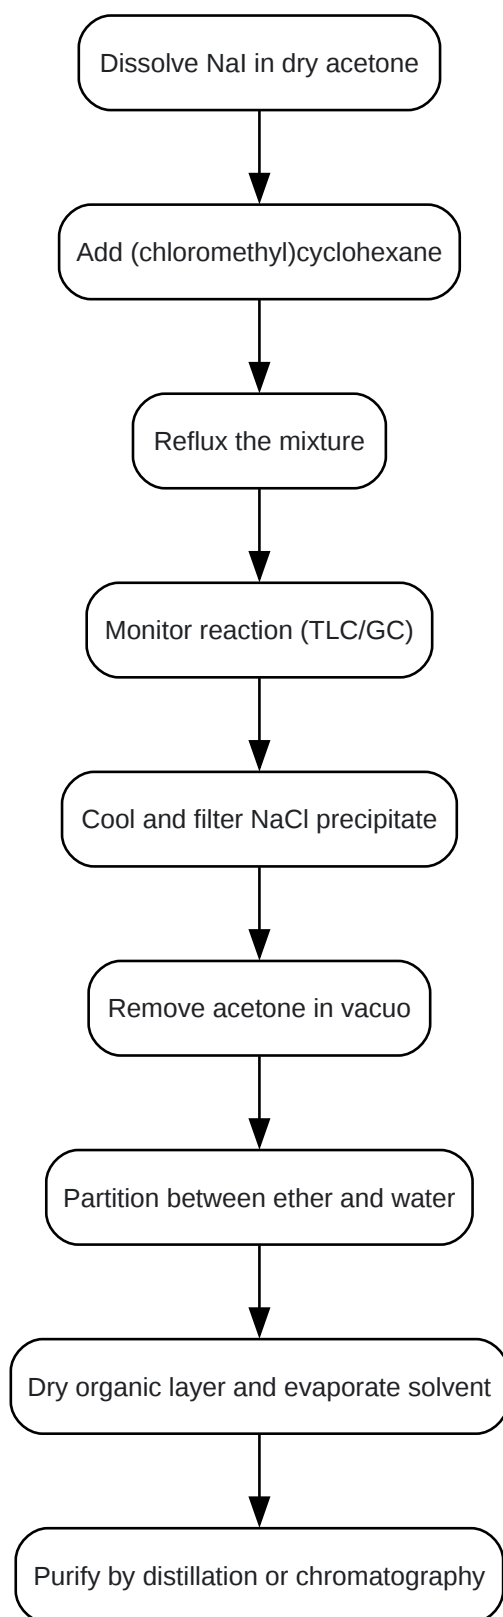 Dissolve NaI in dry acetone
Add (chloromethyl)cyclohexane
Reflux the mixture
Monitor reaction (TLC/GC)
Cool and filter NaCl precipitate
Remove acetone in vacuo
Partition between ether and water
Dry organic layer and evaporate solvent
Purify by distillation or chromatography